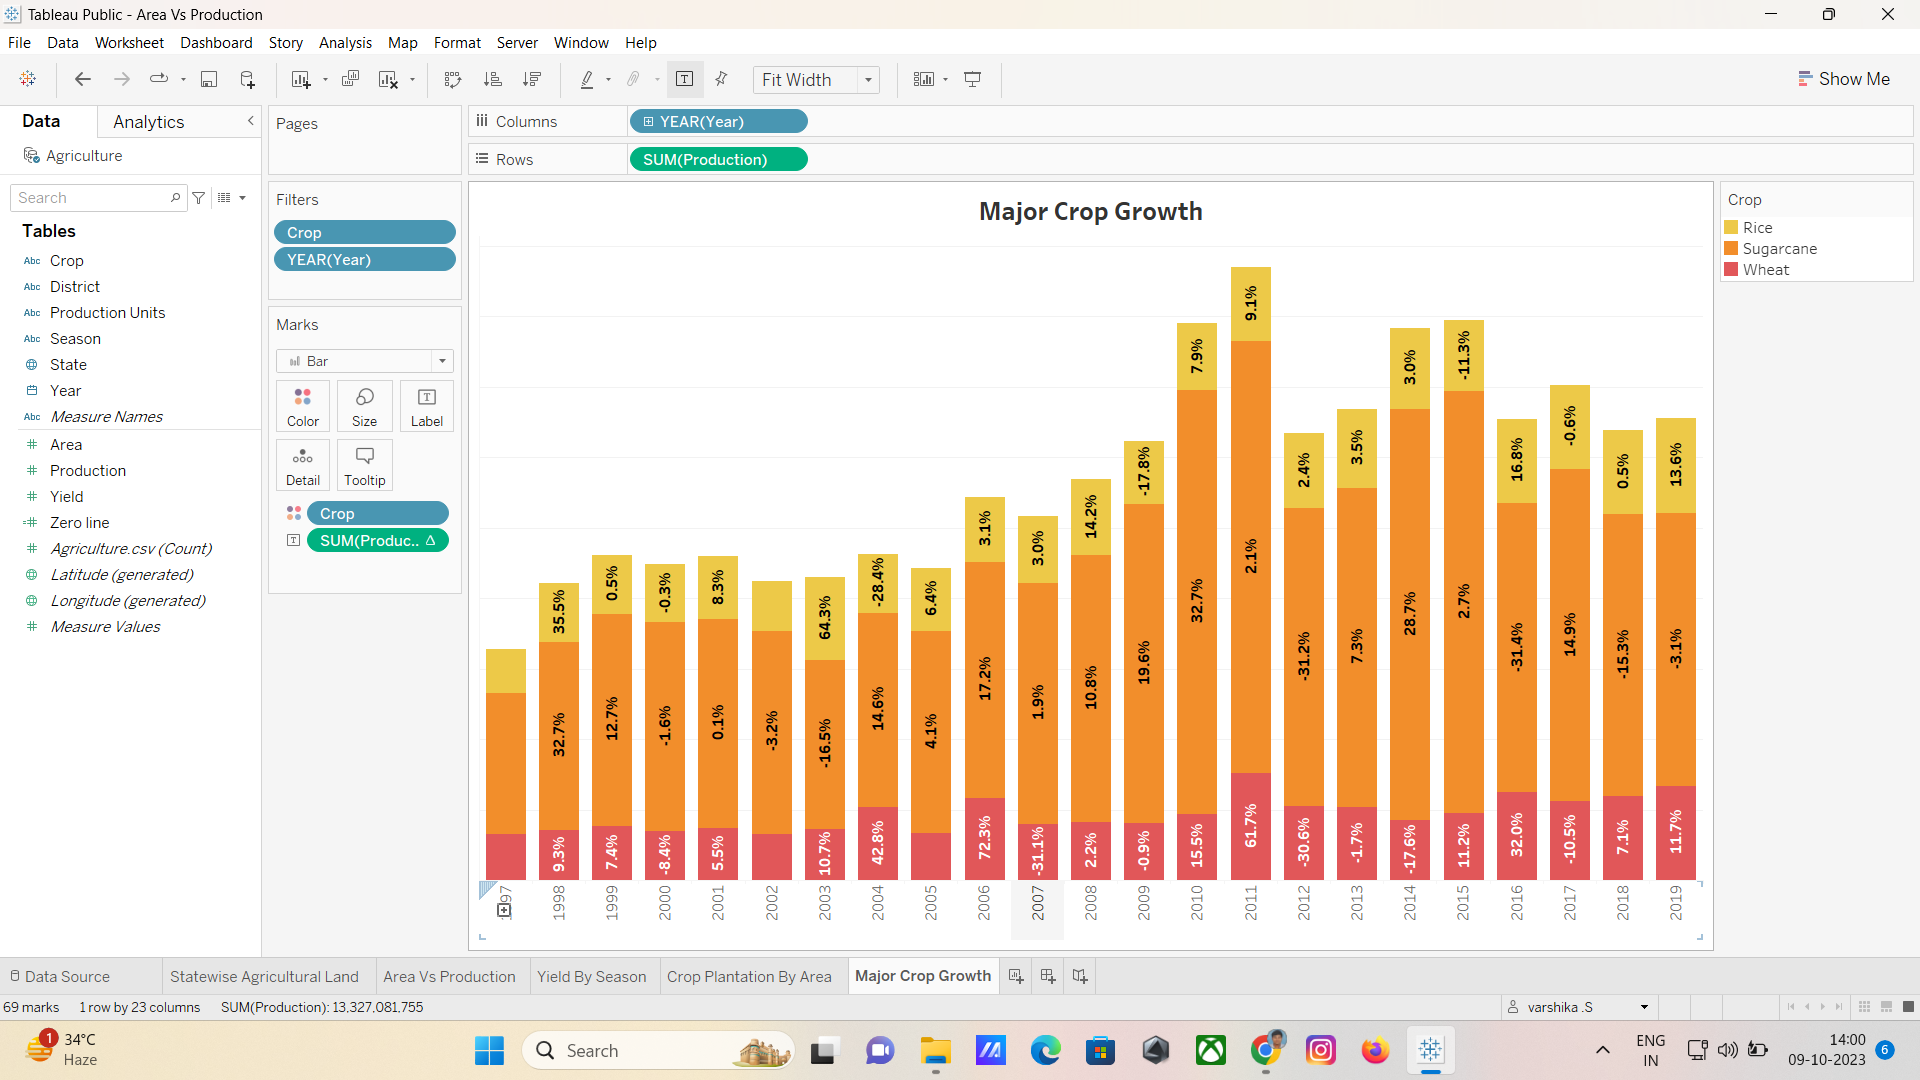 Tableau Public - Area Vs Production
File Data Worksheet Dashboard Story Analysis Map Format Server Window Help
Fit Width
Show Me
Data
Analytics
Agriculture
Search
Tables
Abc Crop
Abc District
Abc Production Units
Abc Season
State
Year
Abc Measure Names
Area
Production
Yield
Zero line
Agriculture.csv (Count)
Latitude (generated)
Longitude (generated)
Measure Values
Pages
Filters
Crop
YEAR(Year)
Marks
Bar
Color Size Label
Detail Tooltip
Crop
SUM(Produc.. Δ
Columns YEAR(Year)
Rows SUM(Production)
Major Crop Growth
35.5% 0.5% -0.3% 8.3% 64.3% -28.4% 6.4% 3.1% 3.0% 14.2% -17.8% 7.9% 9.1% 2.4% 3.5% 3.0% -11.3% 16.8% -0.6% 0.5% 13.6%
32.7% 12.7% -1.6% 0.1% -3.2% -16.5% 14.6% 4.1% 17.2% 1.9% 10.8% 19.6% 32.7% 2.1% -31.2% 7.3% 28.7% 2.7% -31.4% 14.9% -15.3% -3.1%
9.3% 7.4% -8.4% 5.5% 10.7% 42.8% 72.3% -31.1% 2.2% -0.9% 15.5% 61.7% -30.6% -1.7% -17.6% 11.2% 32.0% -10.5% 7.1% 11.7%
1997 1998 1999 2000 2001 2002 2003 2004 2005 2006 2007 2008 2009 2010 2011 2012 2013 2014 2015 2016 2017 2018 2019
Crop
Rice
Sugarcane
Wheat
Data Source Statewise Agricultural Land Area Vs Production Yield By Season Crop Plantation By Area Major Crop Growth
69 marks 1 row by 23 columns SUM(Production): 13,327,081,755
varshika .S
1
34°C
Haze
Search
ENG
IN
14:00
09-10-2023
6